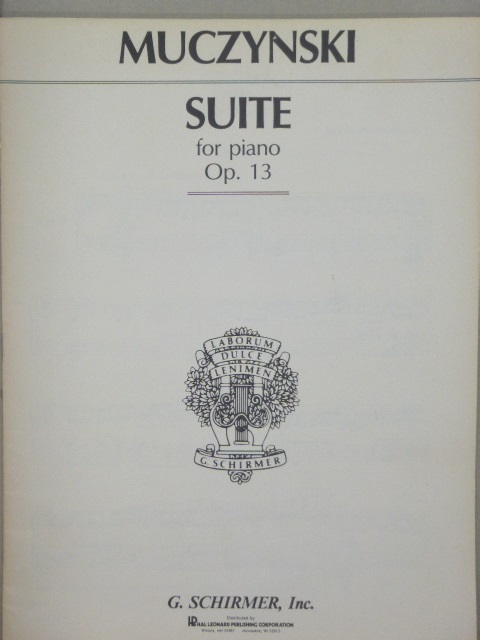 MUCZYNSKI
SUITE
for piano
Op. 13
LABORUM
DULCE
LENIMEN
G. SCHIRMER
G. SCHIRMER, Inc.
Distributed by
HAL LEONARD PUBLISHING CORPORATION